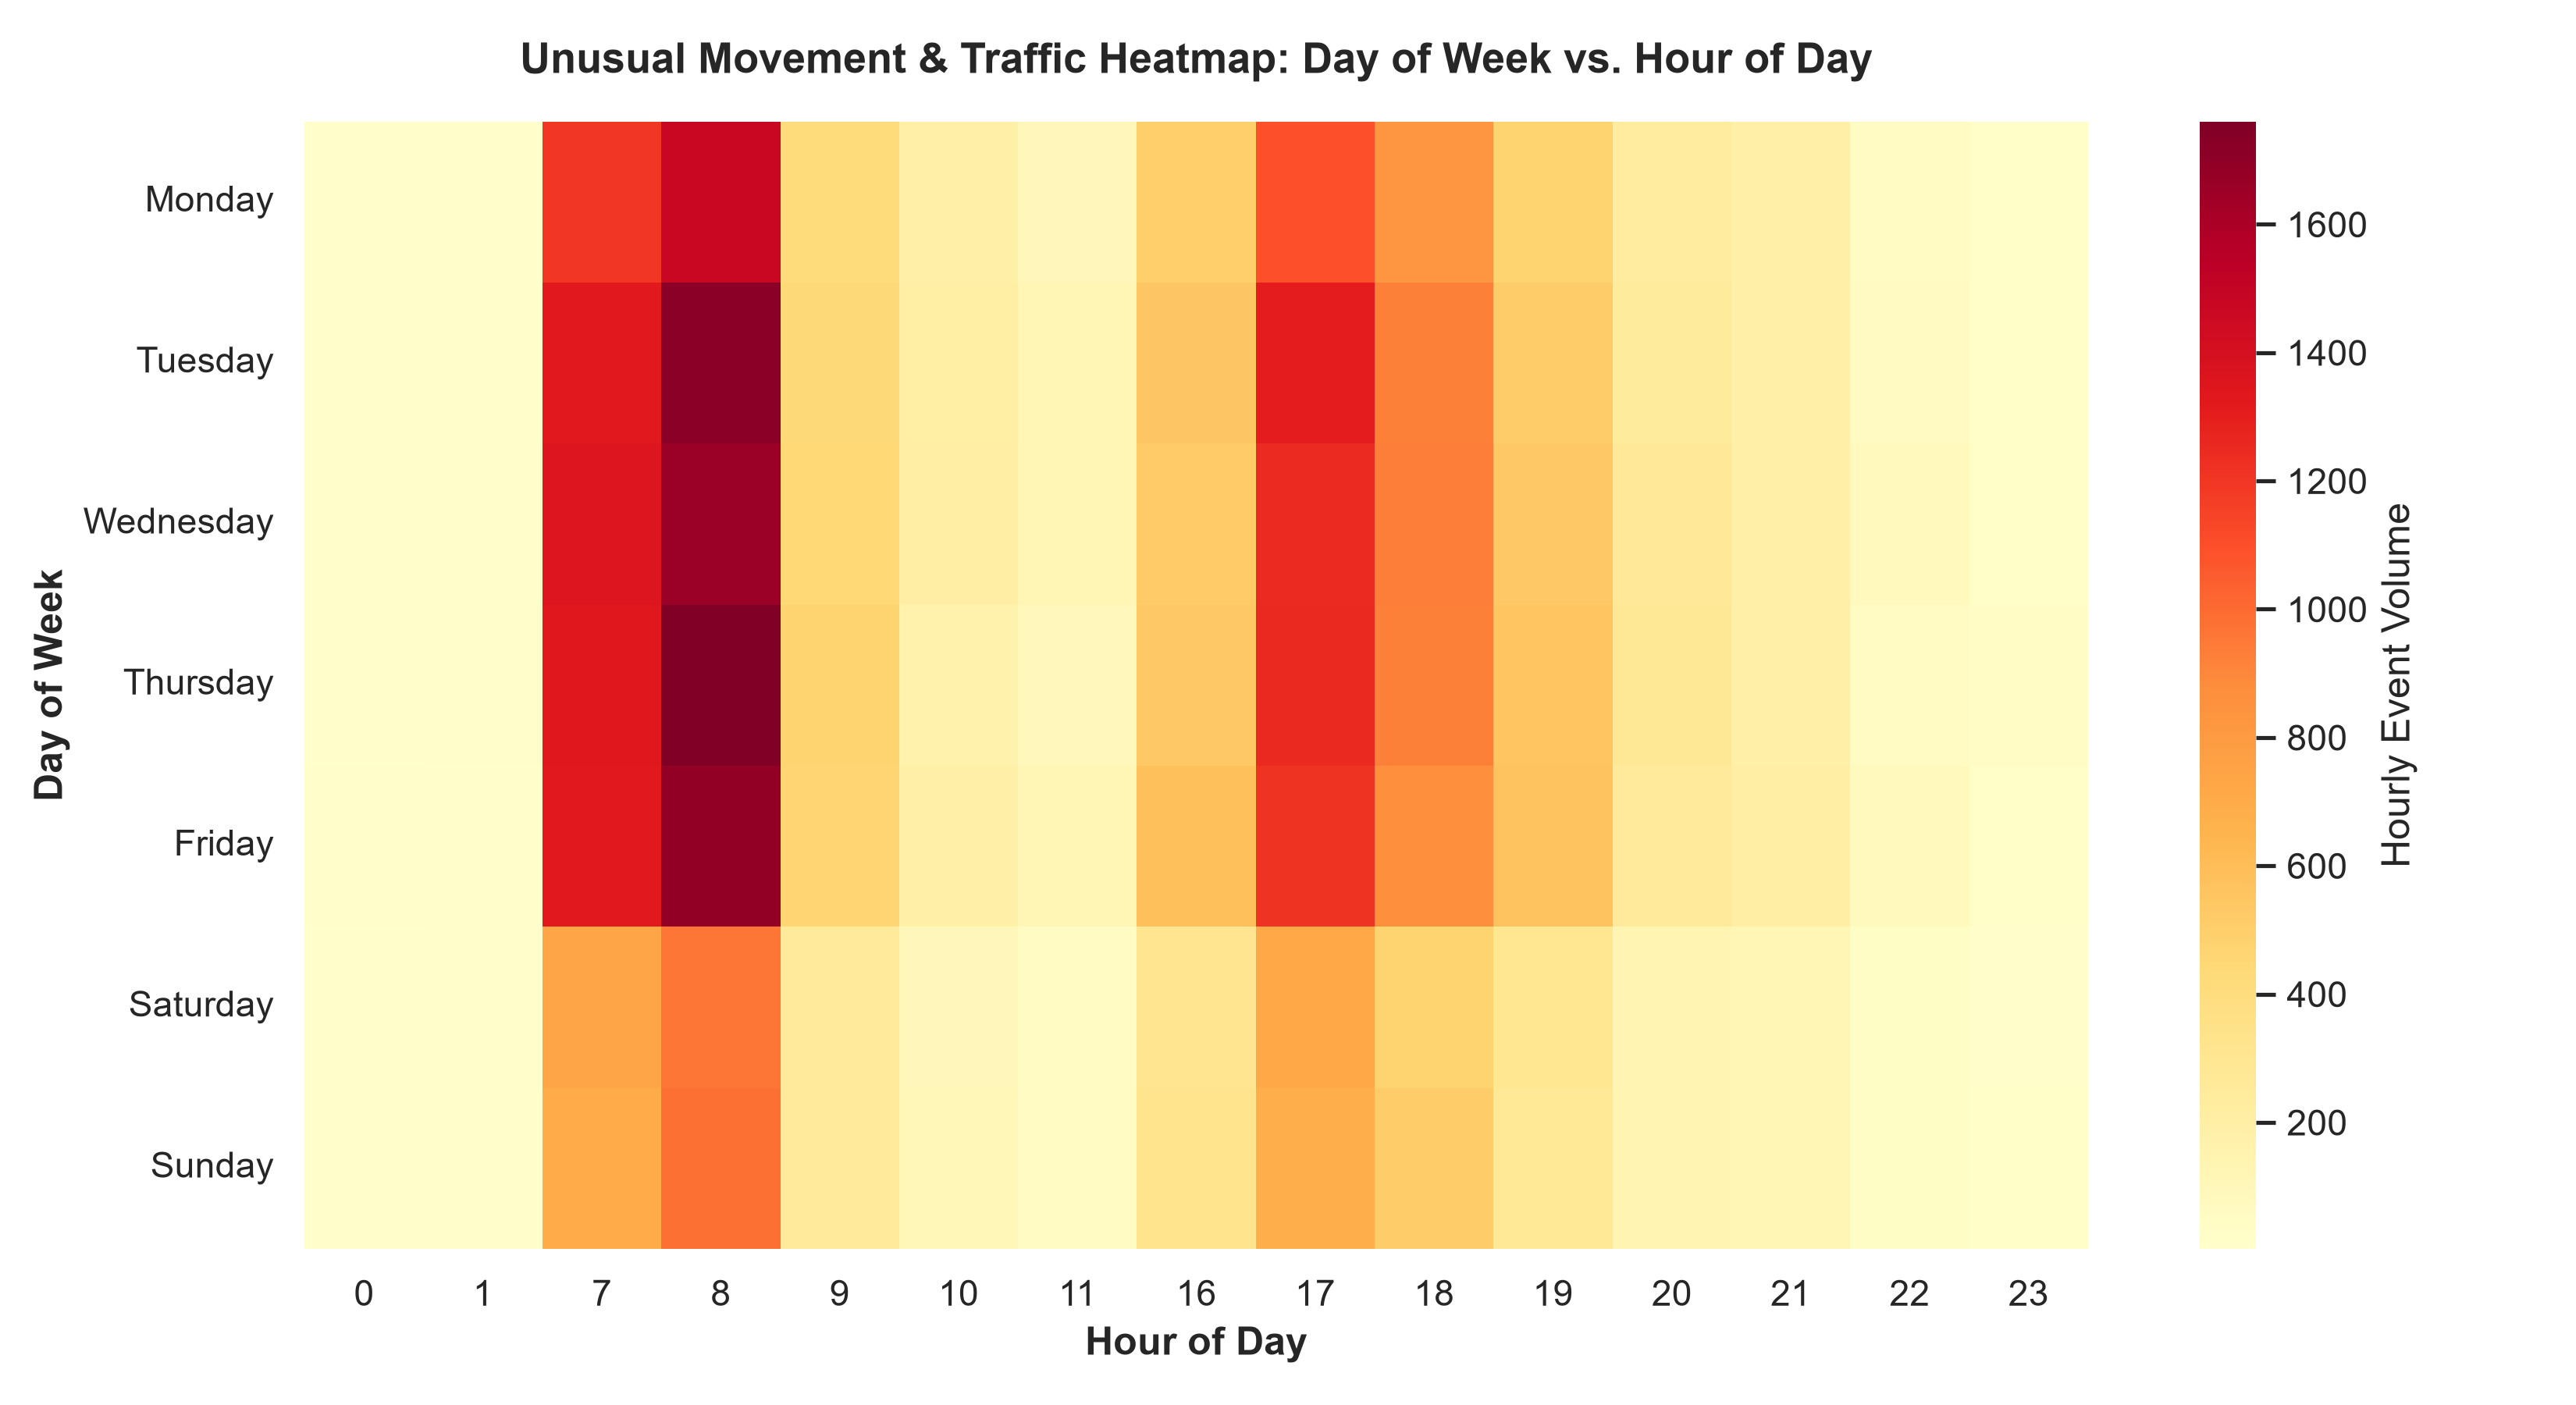 Unusual Movement & Traffic Heatmap: Day of Week vs. Hour of Day
Day of Week
Monday
Tuesday
Wednesday
Thursday
Friday
Saturday
Sunday
0 1 7 8 9 10 11 16 17 18 19 20 21 22 23
Hour of Day
1600
1400
1200
1000
800
600
400
200
Hourly Event Volume